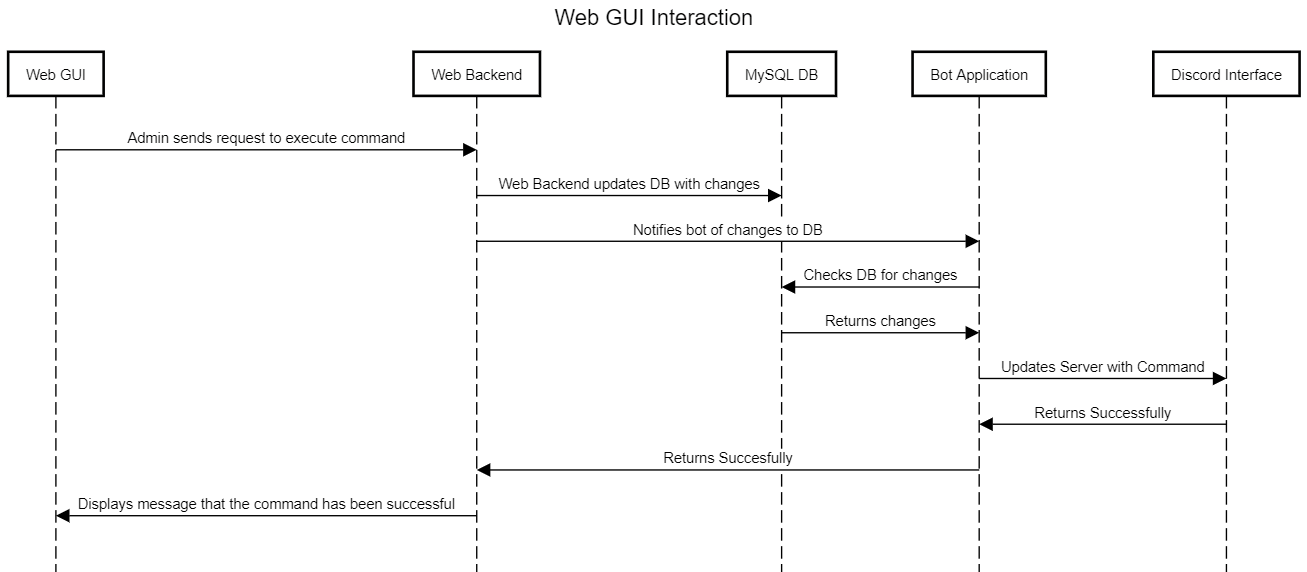 Web GUI Interaction
Web GUI
Web Backend
MySQL DB
Bot Application
Discord Interface
Admin sends request to execute command
Web Backend updates DB with changes
Notifies bot of changes to DB
Checks DB for changes
Returns changes
Updates Server with Command
Returns Successfully
Returns Succesfully
Displays message that the command has been successful